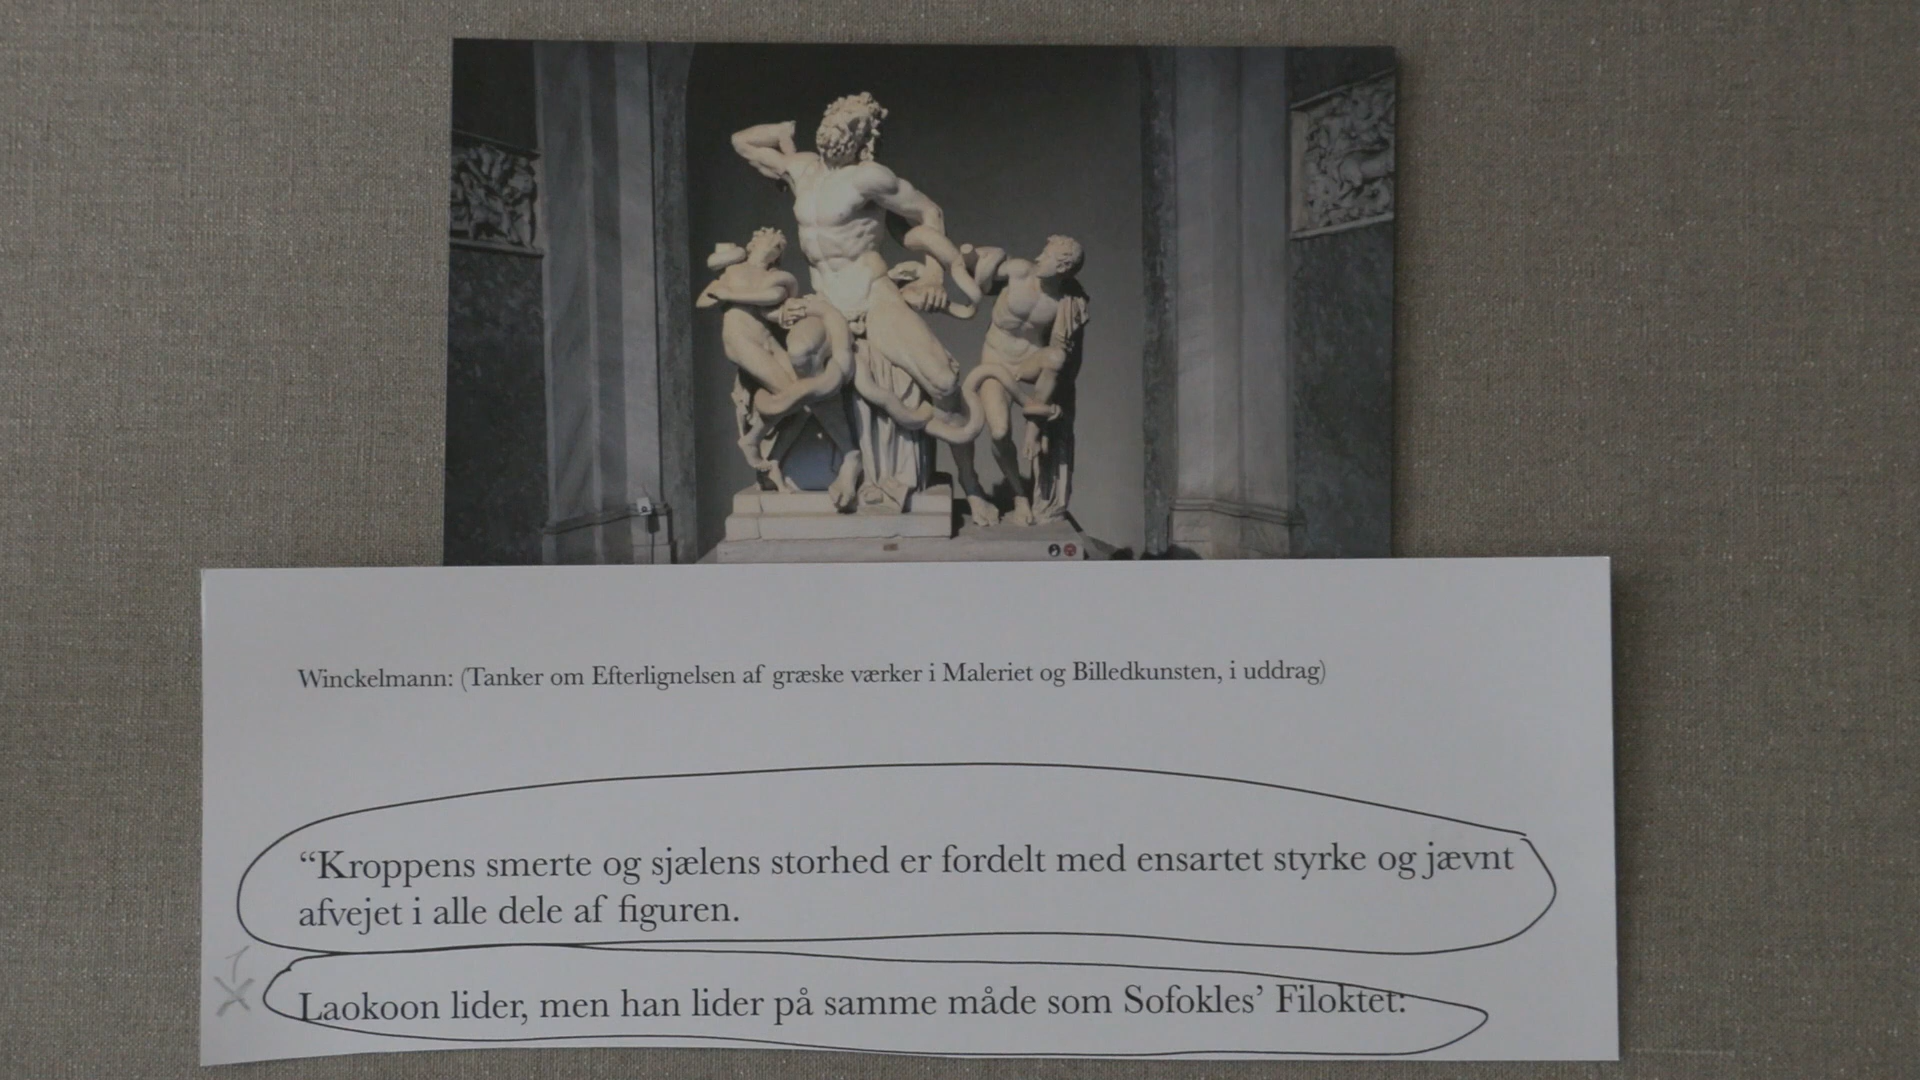 Winckelmann: (Tanker om Efterlignelsen af græske værker i Maleriet og Billedkunsten, i uddrag)
“Kroppens smerte og sjælens storhed er fordelt med ensartet styrke og jævnt
afvejet i alle dele af figuren.
Laokoon lider, men han lider på samme måde som Sofokles’ Filoktet: